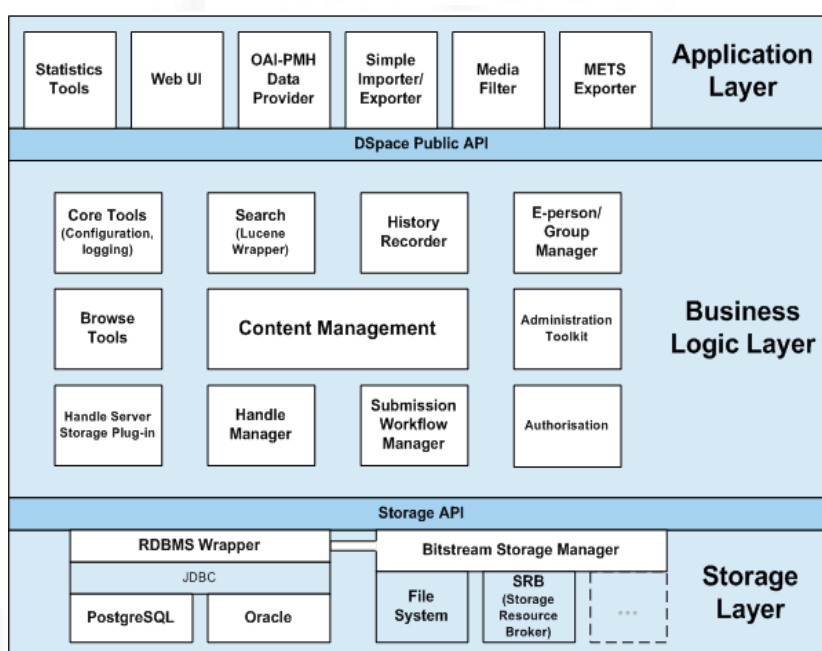 Statistics
Tools
Web UI
OAI-PMH
Data
Provider
Simple
Importer/
Exporter
Media
Filter
METS
Exporter
Application
Layer
DSpace Public API
Core Tools
(Configuration,
logging)
Search
(Lucene
Wrapper)
History
Recorder
E-person/
Group
Manager
Browse
Tools
Content Management
Administration
Toolkit
Business
Logic Layer
Handle Server
Storage Plug-in
Handle
Manager
Submission
Workflow
Manager
Authorisation
Storage API
RDBMS Wrapper
Bitstream Storage Manager
JDBC
PostgreSQL
Oracle
File
System
SRB
(Storage
Resource
Broker)
...
Storage
Layer